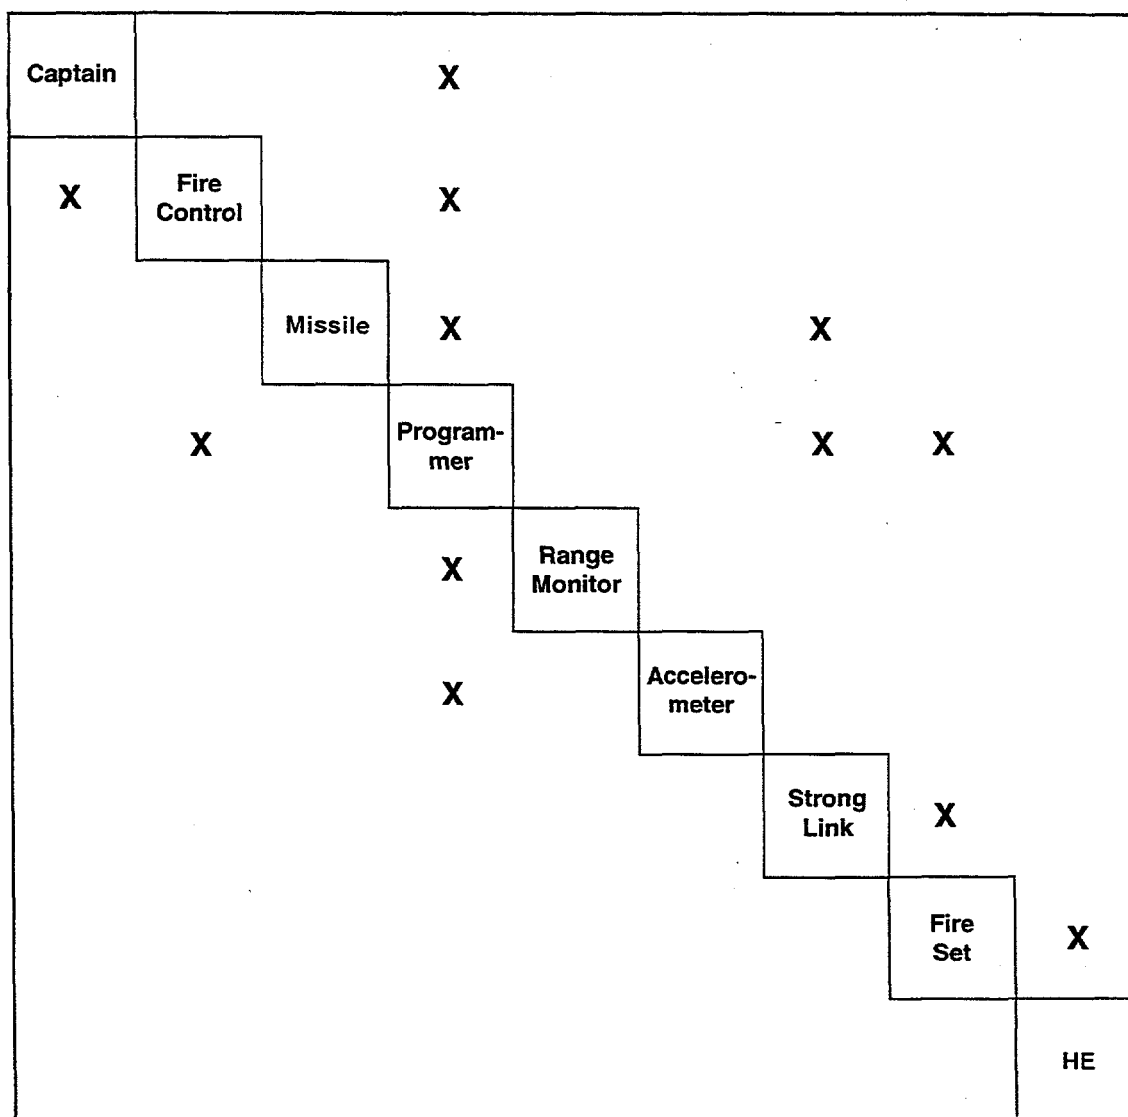 Captain
X
X
Fire
Control
X
Missile
X
X
X
Program-
mer
X
X
X
Range
Monitor
X
Accelero-
meter
Strong
Link
X
Fire
Set
X
HE